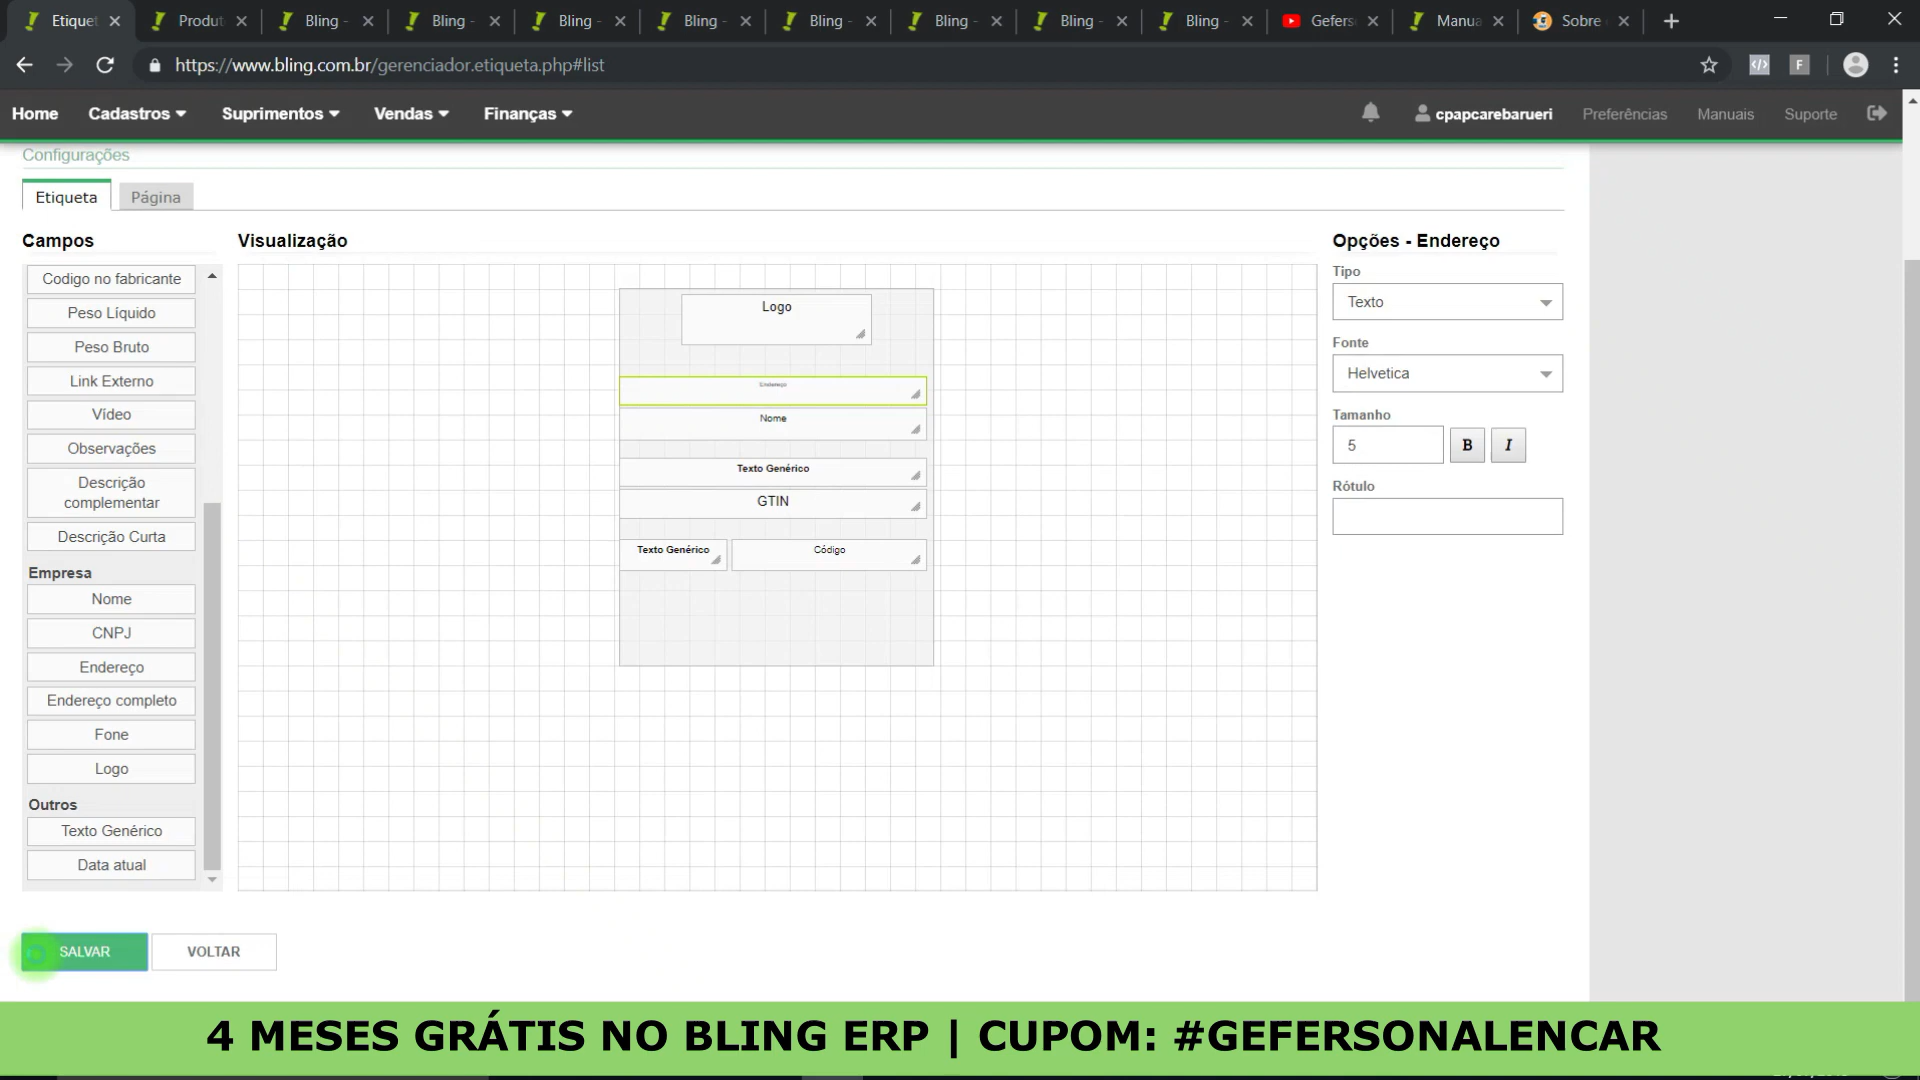 Etiquet
Produt
Bling -
Bling -
Bling -
Bling -
Bling -
Bling -
Bling -
Bling -
Gefers
Manua
Sobre
https://www.bling.com.br/gerenciador.etiqueta.php#list
Home
Cadastros
Suprimentos
Vendas
Finanças
cpapcarebarueri
Preferências
Manuais
Suporte
Configurações
Etiqueta
Página
Campos
Codigo no fabricante
Peso Líquido
Peso Bruto
Link Externo
Vídeo
Observações
Descrição
complementar
Descrição Curta
Empresa
Nome
CNPJ
Endereço
Endereço completo
Fone
Logo
Outros
Texto Genérico
Data atual
Visualização
Logo
Endereço
Nome
Texto Genérico
GTIN
Texto Genérico
Código
Opções - Endereço
Tipo
Texto
Fonte
Helvetica
Tamanho
5
B
I
Rótulo
SALVAR
VOLTAR
4 MESES GRÁTIS NO BLING ERP | CUPOM: #GEFERSONALENCAR